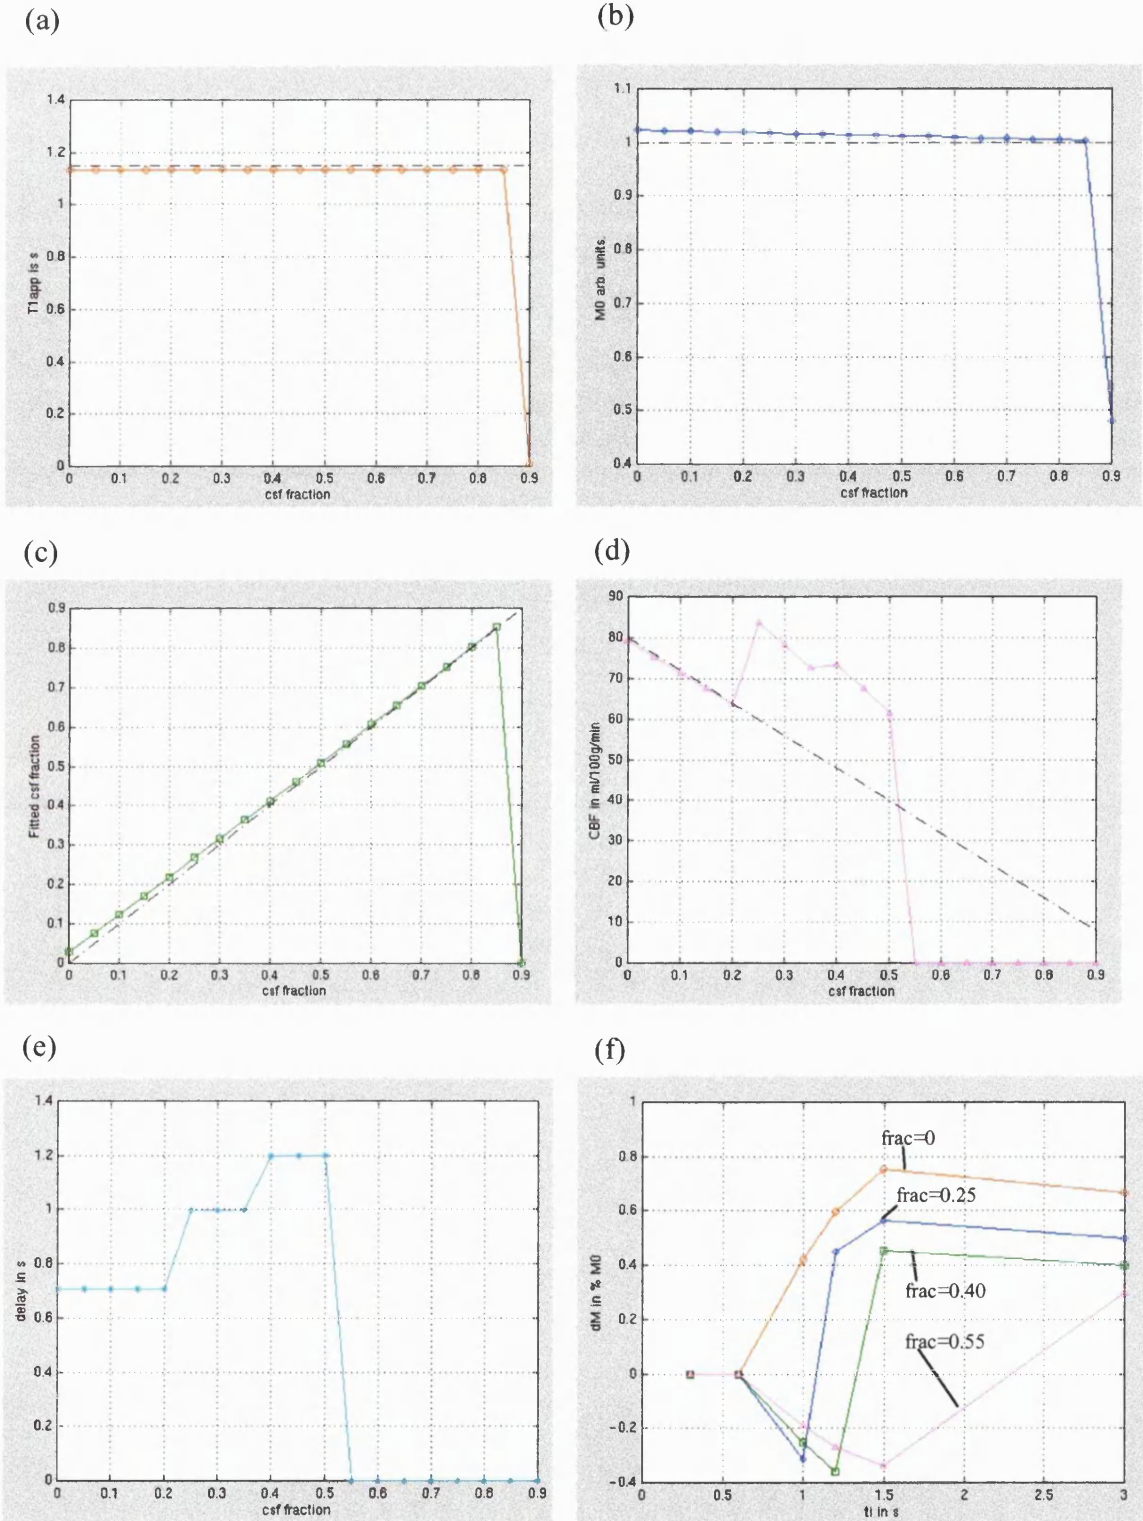 (a)
(b)
1.4
1.2
1
0.8
0.6
0.4
0.2
0
T1app is s
0 0.1 0.2 0.3 0.4 0.5 0.6 0.7 0.8 0.9
csf fraction
1.1
1
0.9
0.8
0.7
0.6
0.5
0.4
M0 arb. units.
0 0.1 0.2 0.3 0.4 0.5 0.6 0.7 0.8 0.9
csf fraction
(c)
(d)
0.9
0.8
0.7
0.6
0.5
0.4
0.3
0.2
0.1
0
Fitted csf fraction
0 0.1 0.2 0.3 0.4 0.5 0.6 0.7 0.8 0.9
csf fraction
90
80
70
60
50
40
30
20
10
0
CBF in ml/100g/min
0 0.1 0.2 0.3 0.4 0.5 0.6 0.7 0.8 0.9
csf fraction
(e)
(f)
1.4
1.2
1
0.8
0.6
0.4
0.2
0
delay in s
0 0.1 0.2 0.3 0.4 0.5 0.6 0.7 0.8 0.9
csf fraction
1
0.8
0.6
0.4
0.2
0
-0.2
-0.4
dM in % M0
frac=0
frac=0.25
frac=0.40
frac=0.55
0 0.5 1 1.5 2 2.5 3
ti in s